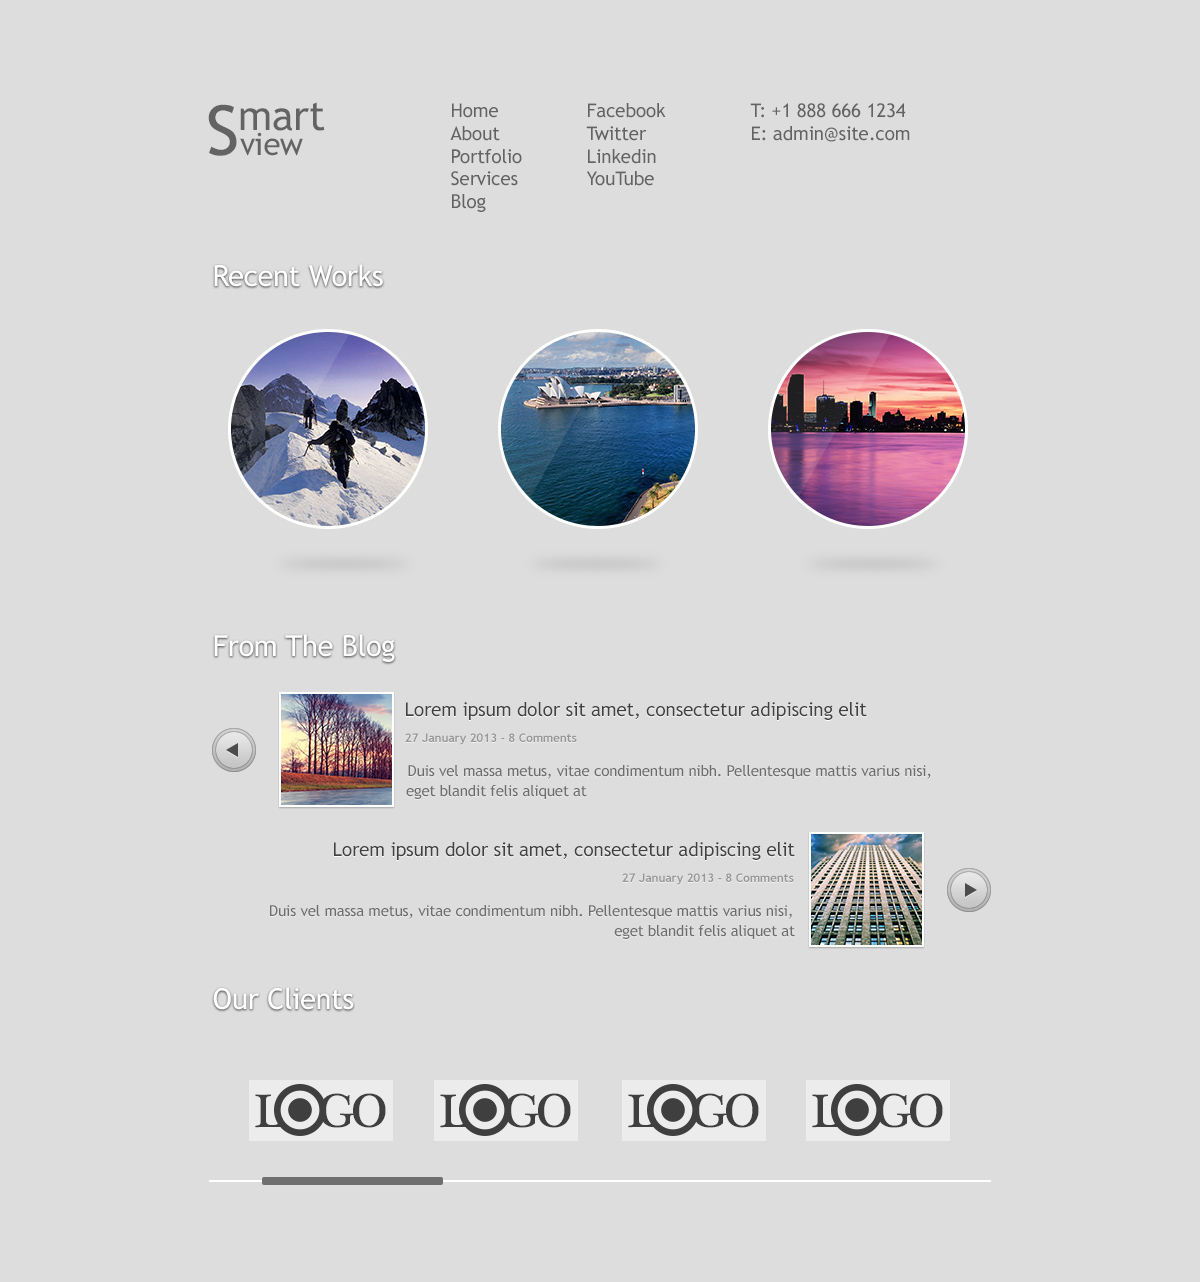 Smart
view
Home
About
Portfolio
Services
Blog
Facebook
Twitter
Linkedin
YouTube
T: +1 888 666 1234
E: admin@site.com
Recent Works
From The Blog
Lorem ipsum dolor sit amet, consectetur adipiscing elit
27 January 2013 - 8 Comments
Duis vel massa metus, vitae condimentum nibh. Pellentesque mattis varius nisi,
eget blandit felis aliquet at
Lorem ipsum dolor sit amet, consectetur adipiscing elit
27 January 2013 - 8 Comments
Duis vel massa metus, vitae condimentum nibh. Pellentesque mattis varius nisi,
eget blandit felis aliquet at
Our Clients
LOGO
LOGO
LOGO
LOGO